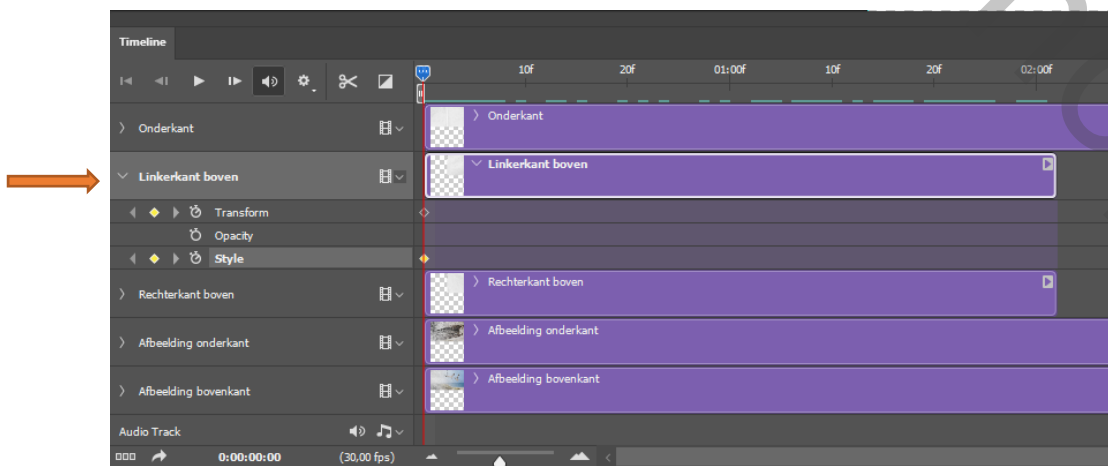 Timeline
10f 20f 01:00f 10f 20f 02:00f
Onderkant
Onderkant
Linkerkant boven
Linkerkant boven
Transform
Opacity
Style
Rechterkant boven
Rechterkant boven
Afbeelding onderkant
Afbeelding onderkant
Afbeelding bovenkant
Afbeelding bovenkant
Audio Track
0:00:00:00 (30,00 fps)